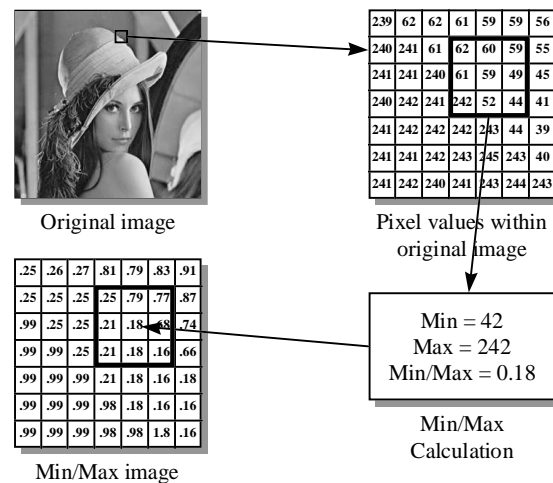 239 62 62 61 59 59 56
240 241 61 62 60 59 55
241 241 240 61 59 49 45
240 242 241 242 52 44 41
241 242 242 242 243 44 39
241 241 242 243 245 243 40
241 242 240 241 243 244 243
Original image
Pixel values within
original image
.25 .26 .27 .81 .79 .83 .91
.25 .25 .25 .25 .79 .77 .87
.99 .25 .25 .21 .18 .68 .74
.99 .99 .25 .21 .18 .16 .66
.99 .99 .99 .21 .18 .16 .18
.99 .99 .99 .98 .18 .16 .16
.99 .99 .99 .98 .98 1.8 .16
Min/Max image
Min = 42
Max = 242
Min/Max = 0.18
Min/Max
Calculation